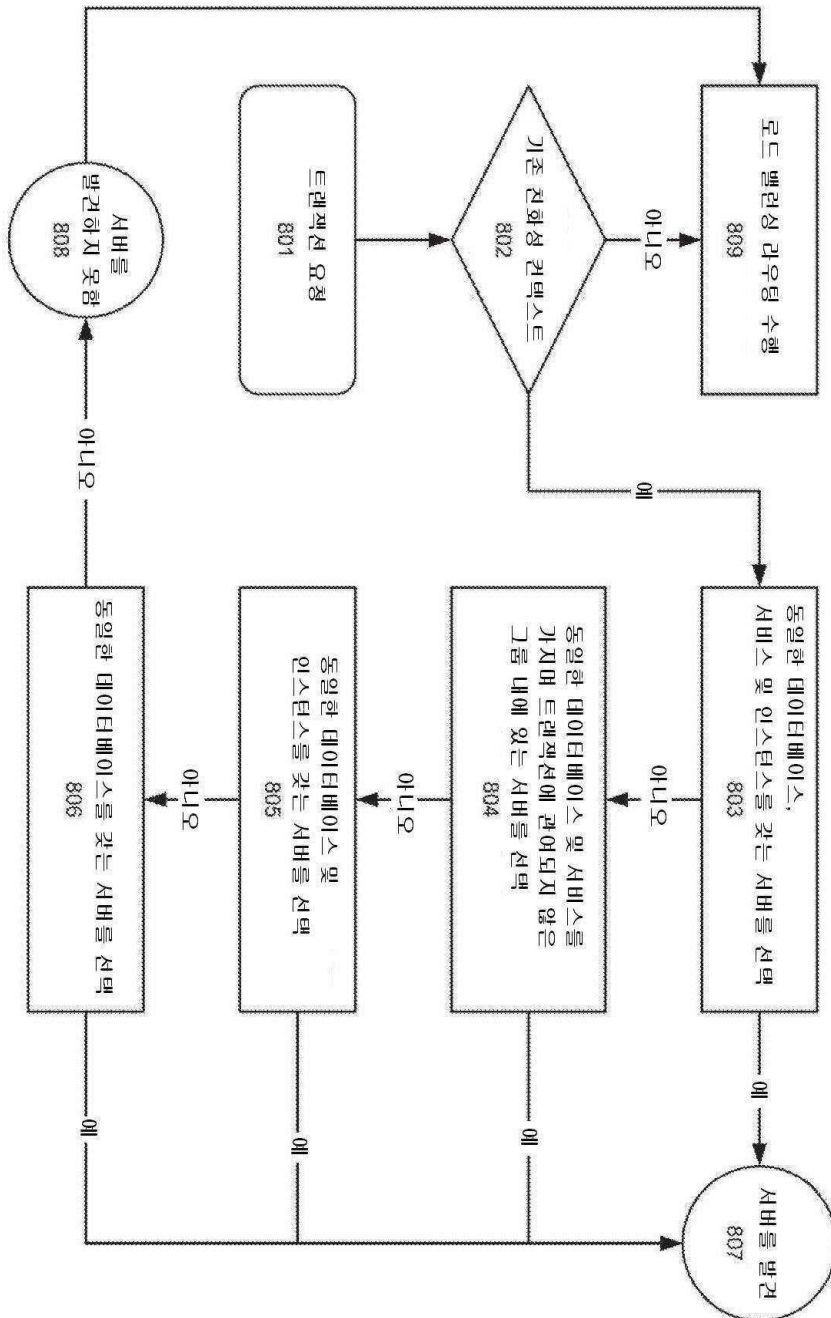 로드 밸런싱 라우팅 수행
809
동일한 데이터베이스,
서비스 및 인스턴스를 갖는 서버를 선택
803
예
서버를 발견
807
아니오
예
아니오
기존 친화성 컨텍스트
802
동일한 데이터베이스 및 서비스를
가지며 트랜잭션에 관여되지 않은
그룹 내에 있는 서버를 선택
804
예
아니오
트랜잭션 요청
801
동일한 데이터베이스 및
인스턴스를 갖는 서버를 선택
805
예
아니오
서버를
발견하지 못함
808
아니오
동일한 데이터베이스를 갖는 서버를 선택
806
예